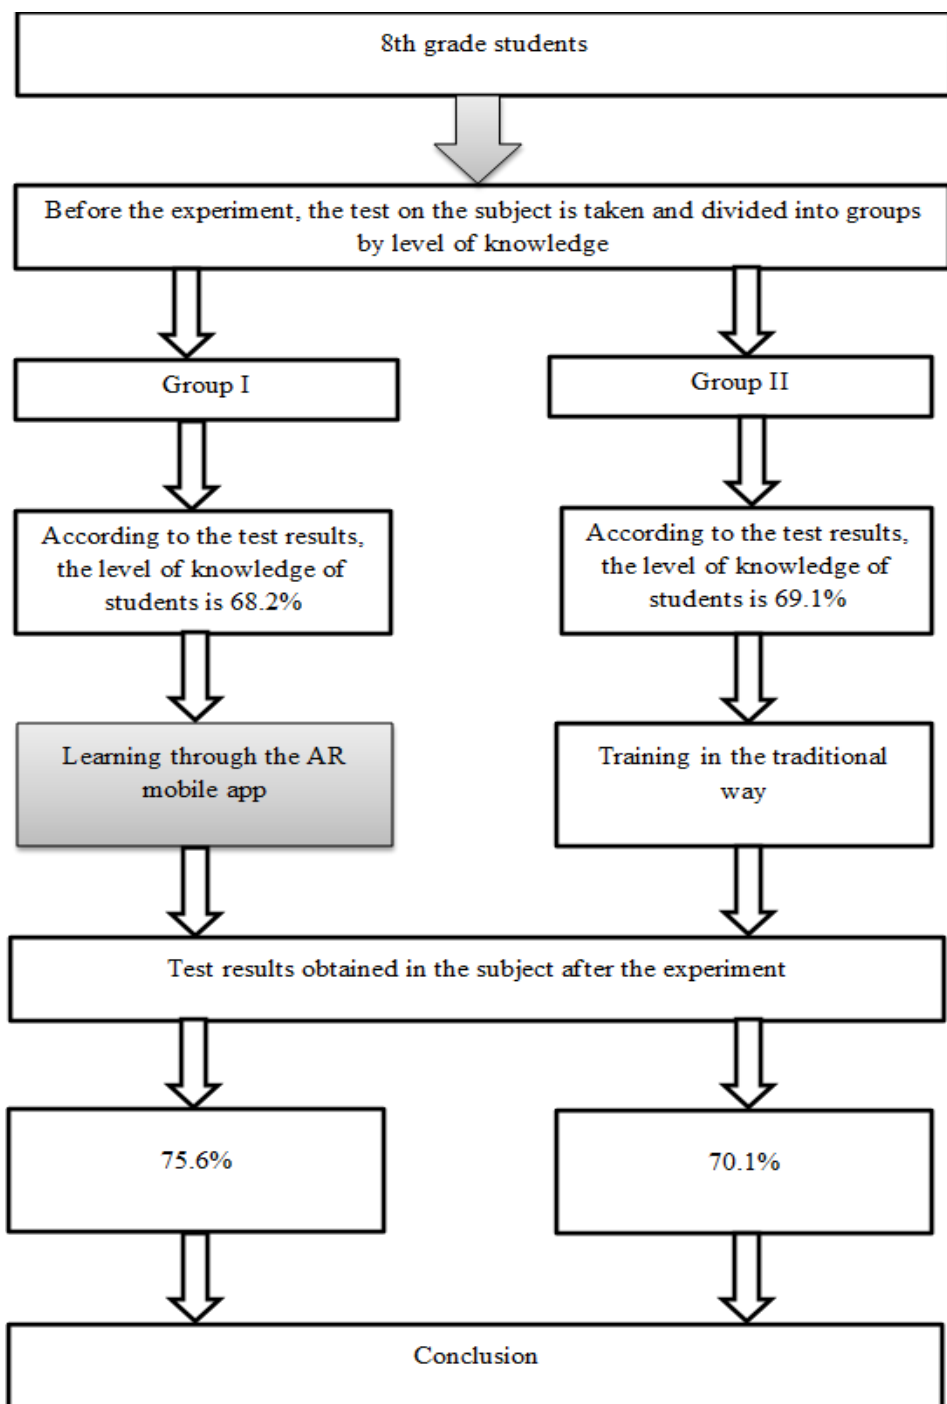 8th grade students
Before the experiment, the test on the subject is taken and divided into groups
by level of knowledge
Group I
Group II
According to the test results,
the level of knowledge of
students is 68.2%
According to the test results,
the level of knowledge of
students is 69.1%
Learning through the AR
mobile app
Training in the traditional
way
Test results obtained in the subject after the experiment
75.6%
70.1%
Conclusion